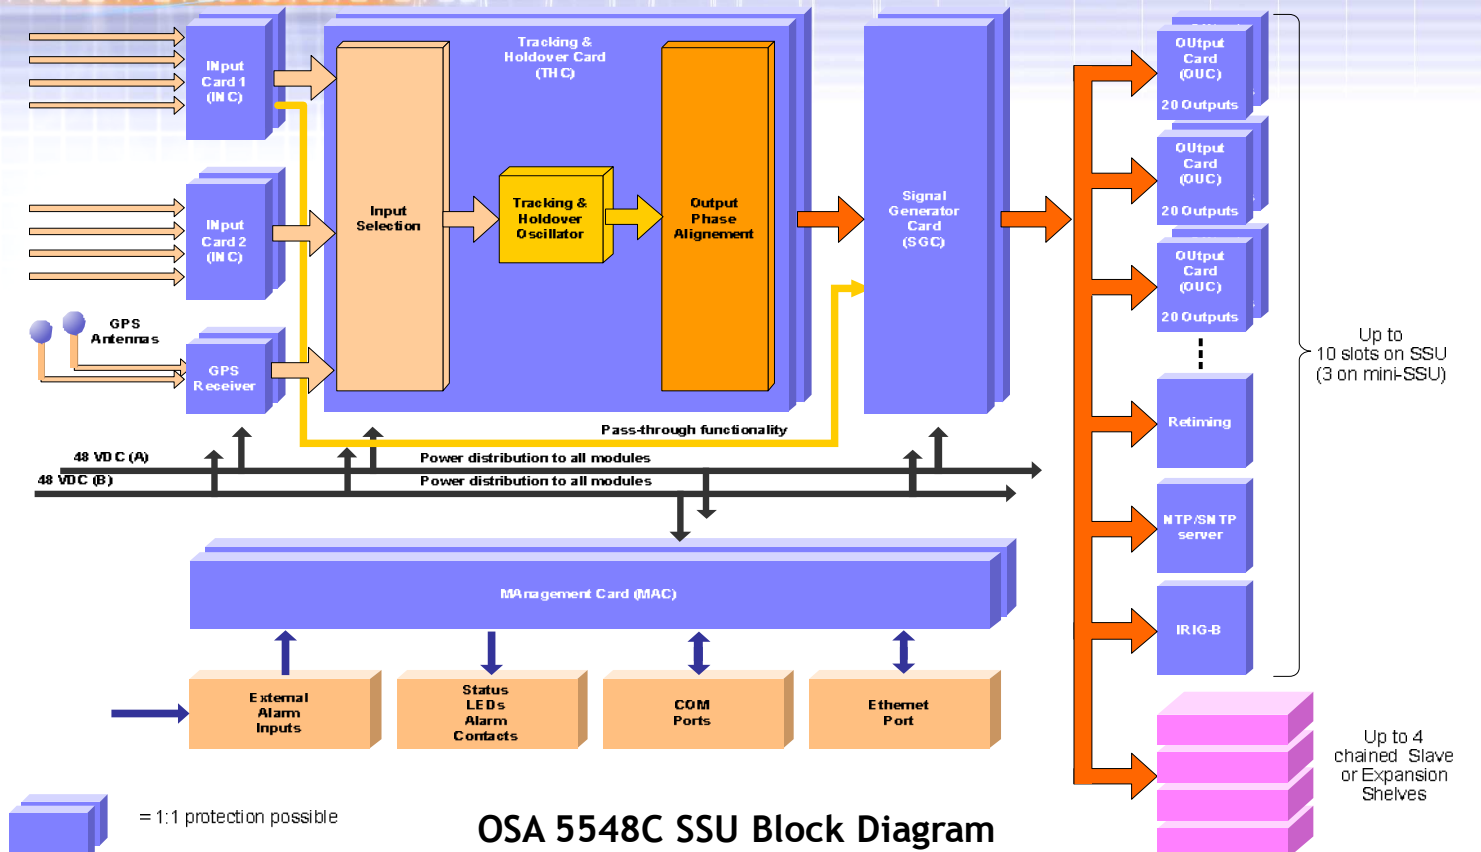 INput
Card 1
(INC)
INput
Card 2
(INC)
GPS
Antennas
GPS
Receiver
Tracking &
Holdover Card
(THC)
Input
Selection
Tracking &
Holdover
Oscillator
Output
Phase
Alignement
Signal
Generator
Card
(SGC)
OUtput
Card
(OUC)
20 Outputs
OUtput
Card
(OUC)
20 Outputs
OUtput
Card
(OUC)
20 Outputs
Retiming
NTP/SNTP
server
IRIG-B
Up to
10 slots on SSU
(3 on mini-SSU)
Pass-through functionality
48 VDC (A)
Power distribution to all modules
48 VDC (B)
Power distribution to all modules
MAnagement Card (MAC)
External
Alarm
Inputs
Status
LEDs
Alarm
Contacts
COM
Ports
Ethernet
Port
Up to 4
chained Slave
or Expansion
Shelves
= 1:1 protection possible
OSA 5548C SSU Block Diagram